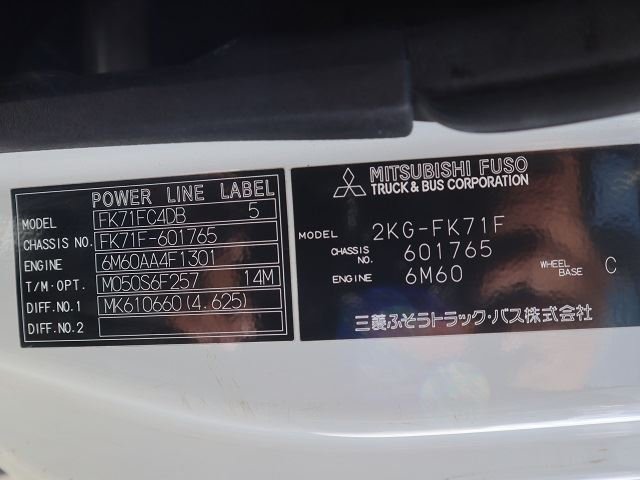 POWER LINE LABEL
MODEL FK71FC4DB 5
CHASSIS NO. FK71F-601765
ENGINE 6M60AA4F1301
T/M・OPT. M050S6F257 14M
DIFF.NO.1 MK610660(4.625)
DIFF.NO.2
MITSUBISHI FUSO
TRUCK & BUS CORPORATION
MODEL 2KG-FK71F
CHASSIS NO. 601765
ENGINE 6M60 WHEEL BASE C
三菱ふそうトラック・バス株式会社